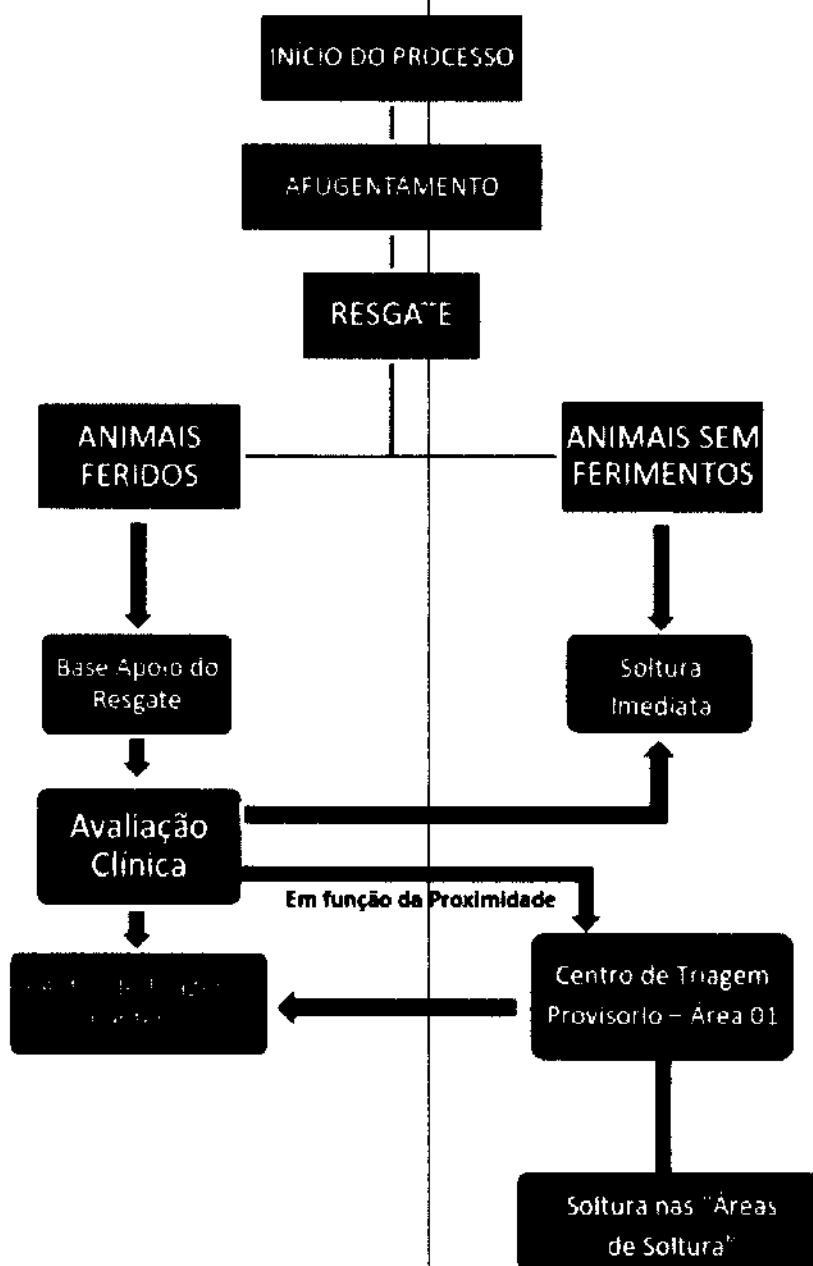 INÍCIO DO PROCESSO
AFUGENTAMENTO
RESGATE
ANIMAIS
FERIDOS
ANIMAIS SEM
FERIMENTOS
Base Apoio do
Resgate
Soltura
Imediata
Avaliação
Clínica
Em função da Proximidade
Centro de Triagem
Provisorio – Área 01
Soltura nas "Áreas
de Soltura"